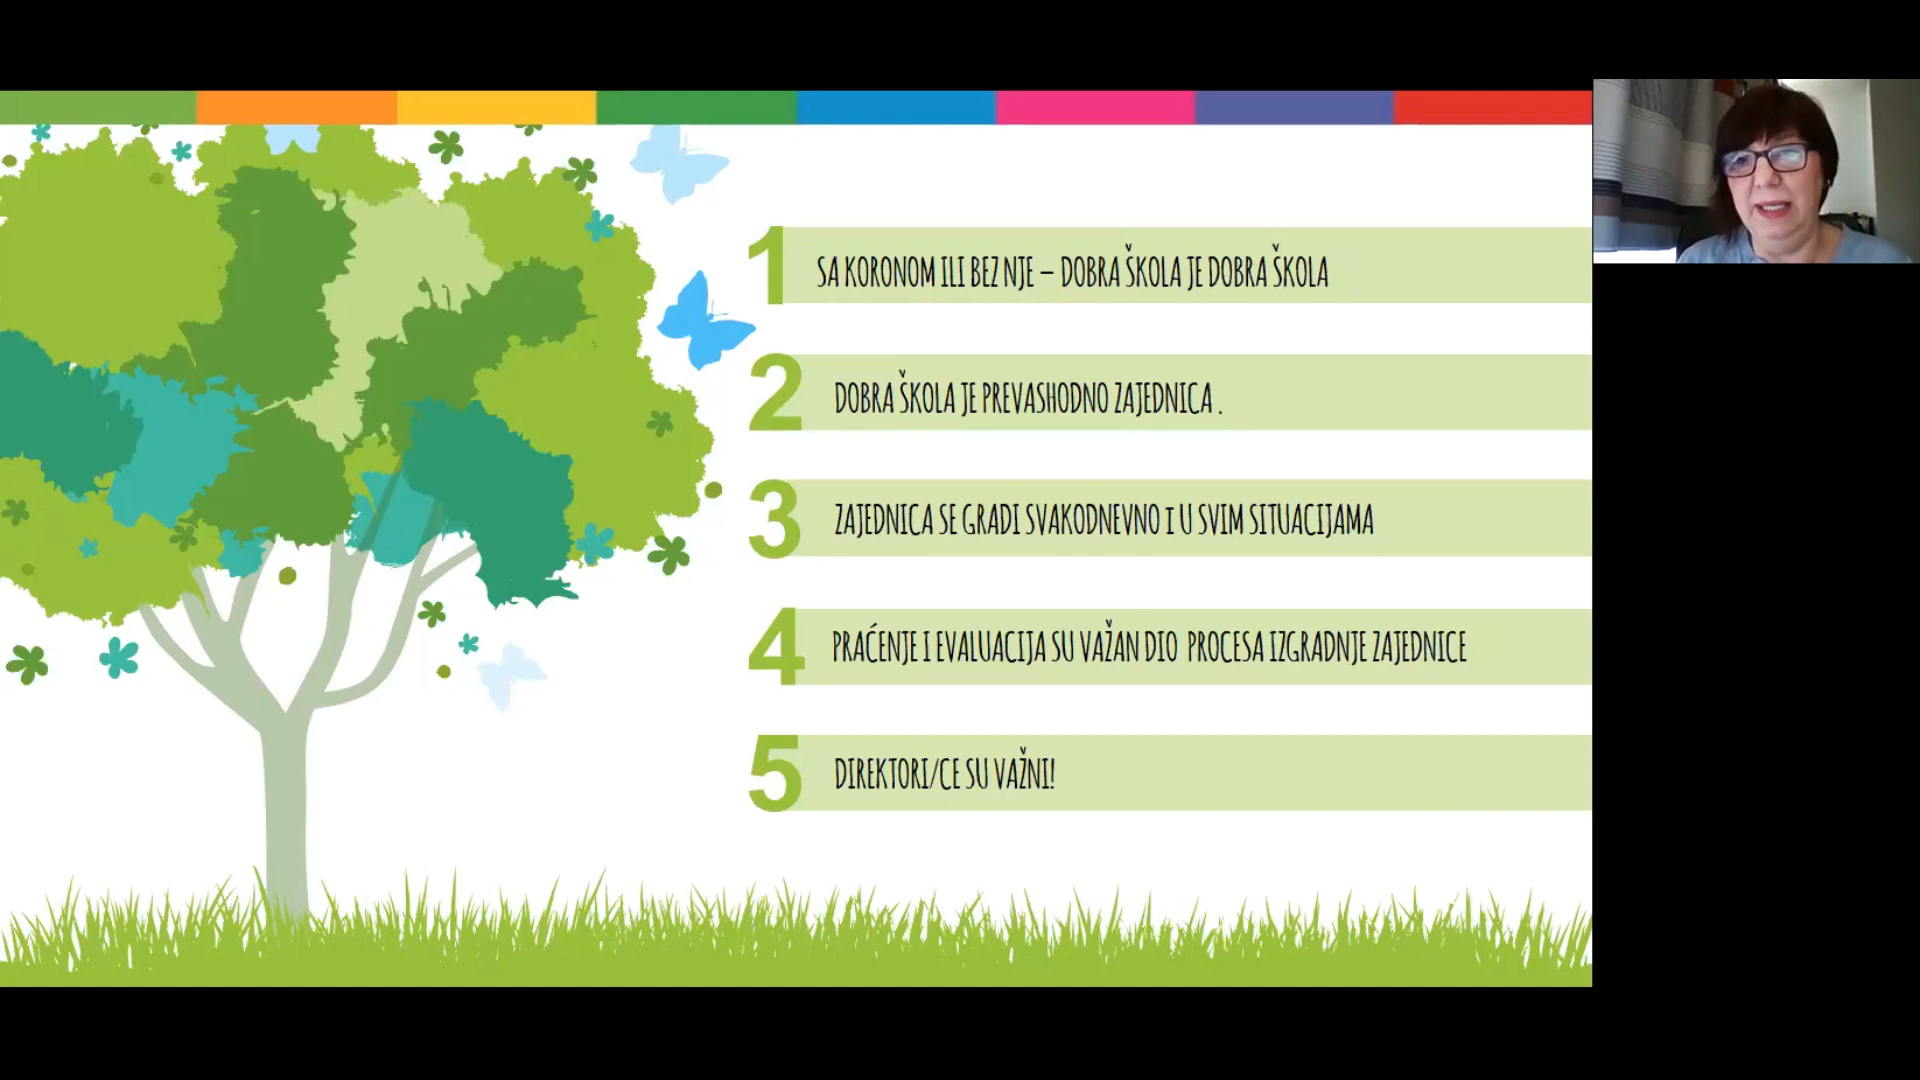 1 SA KORONOM ILI BEZ NJE – DOBRA ŠKOLA JE DOBRA ŠKOLA
2 DOBRA ŠKOLA JE PREVASHODNO ZAJEDNICA .
3 ZAJEDNICA SE GRADI SVAKODNEVNO I U SVIM SITUACIJAMA
4 PRAĆENJE I EVALUACIJA SU VAŽAN DIO PROCESA IZGRADNJE ZAJEDNICE
5 DIREKTORI/CE SU VAŽNI!